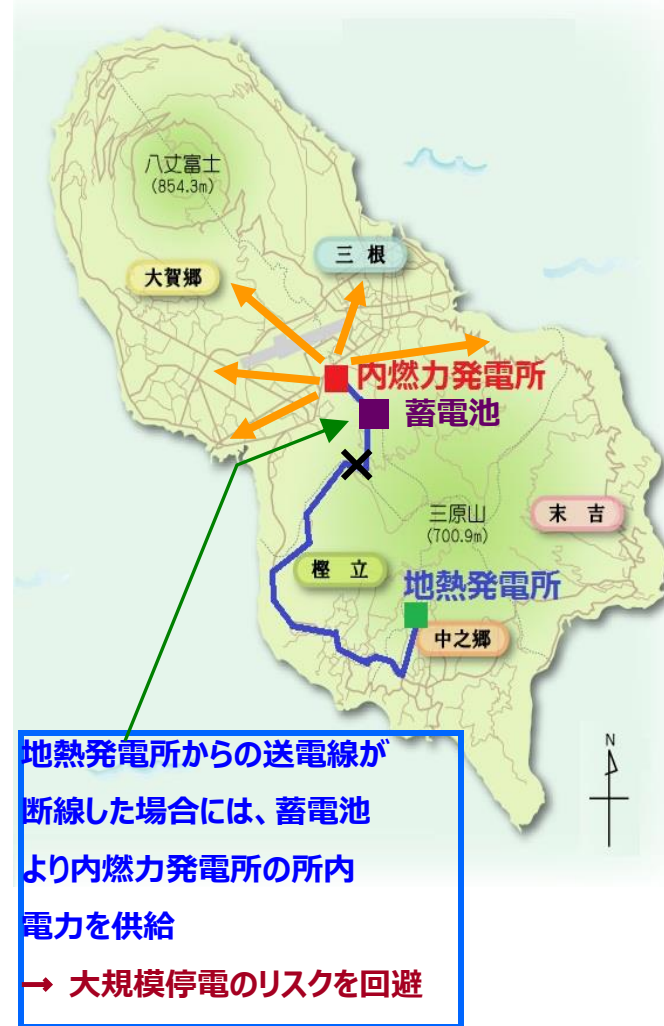 八丈富士
(854.3m)
三 根
大賀郷
内燃力発電所
蓄電池
三原山
(700.9m)
末 吉
樫 立
地熱発電所
中之郷
地熱発電所からの送電線が
断線した場合には、蓄電池
より内燃力発電所の所内
電力を供給
→ 大規模停電のリスクを回避
N